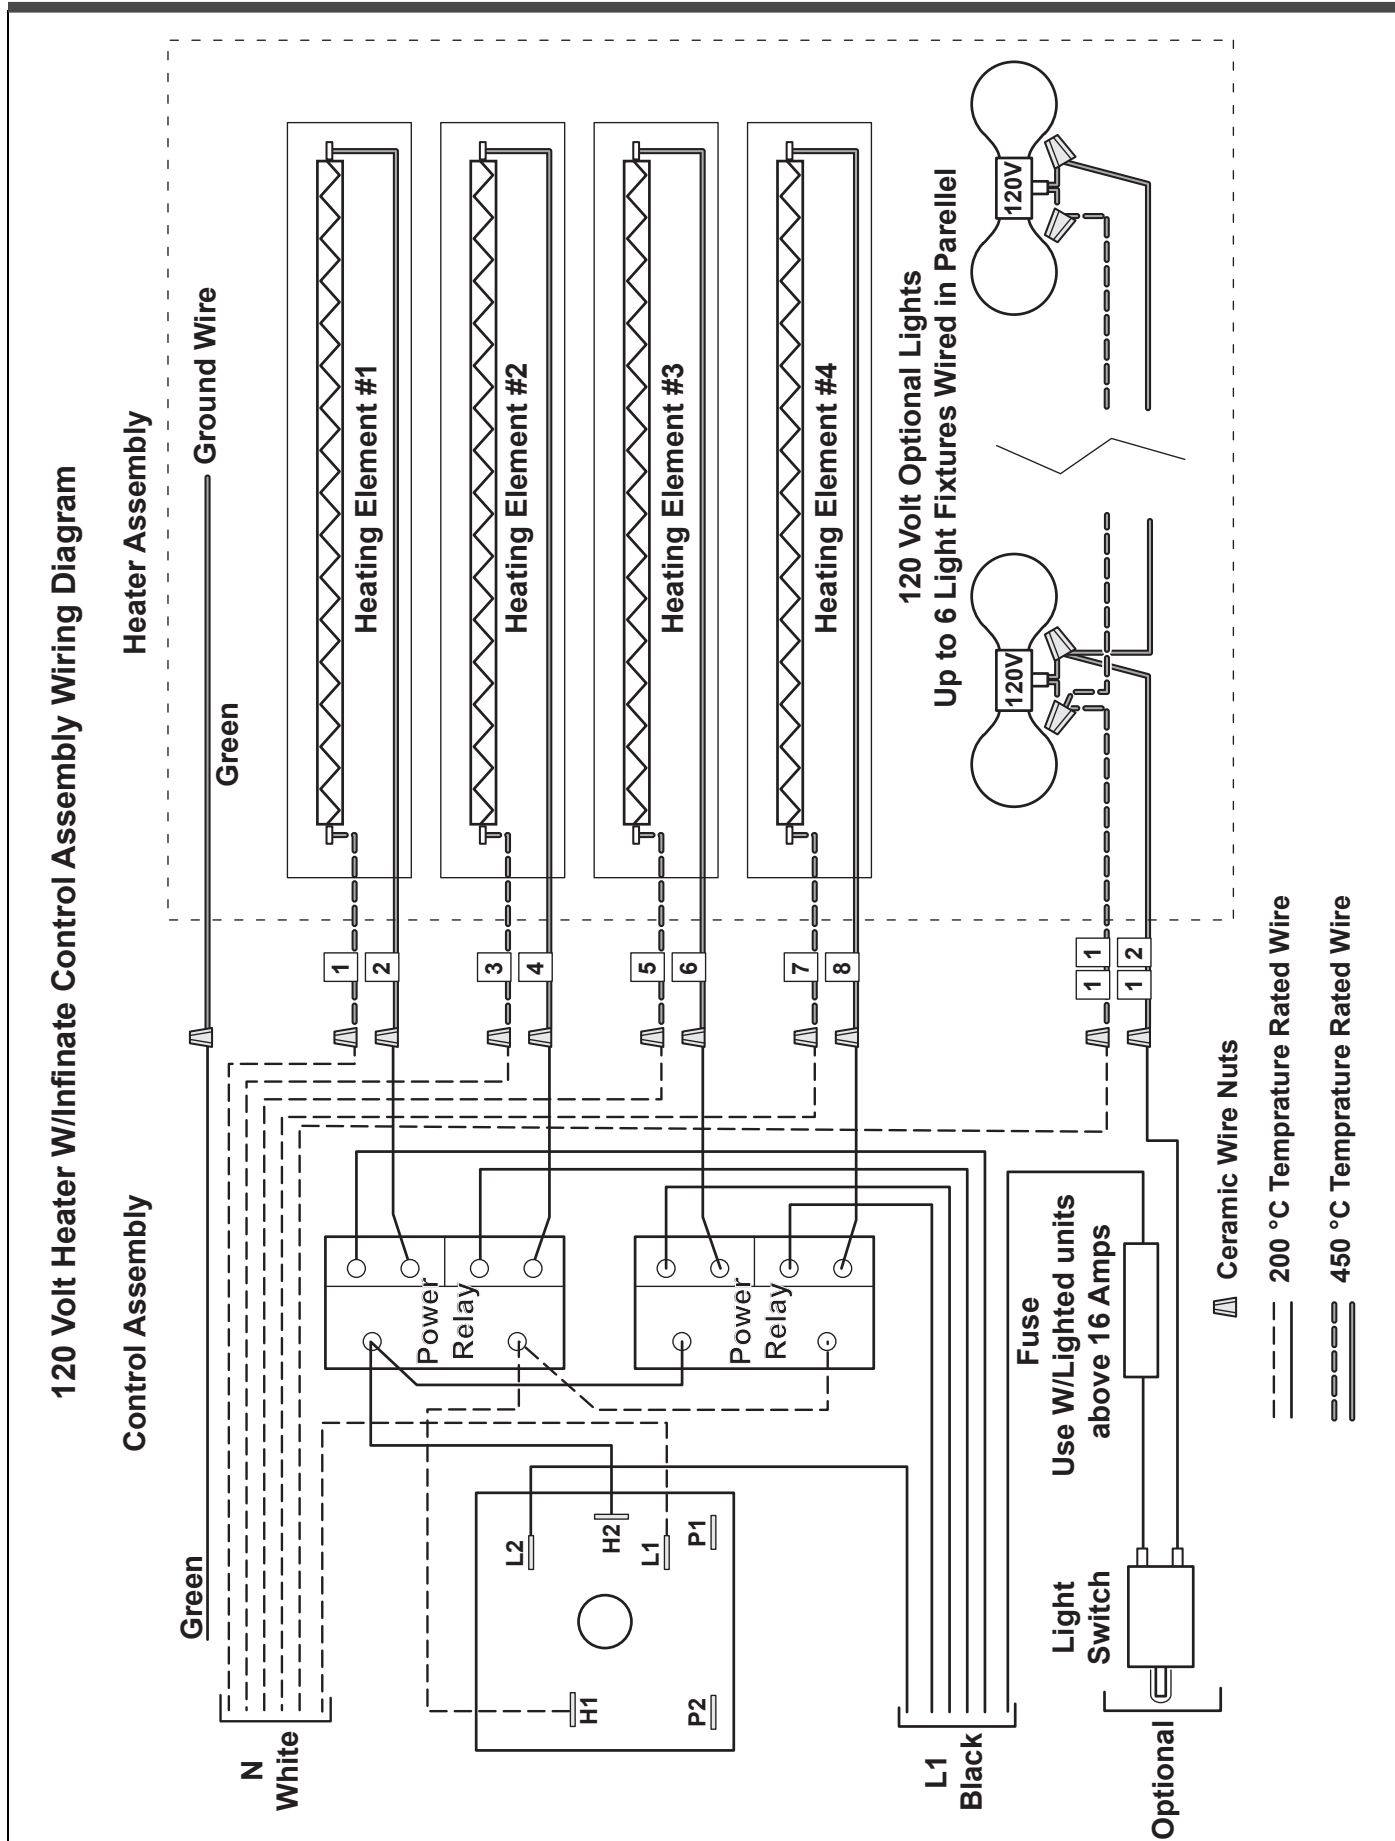 120 Volt Heater W/Infinate Control Assembly Wiring Diagram
Control Assembly
Heater Assembly
Green
Green
Ground Wire
N
White
1
2
Heating Element #1
3
4
Heating Element #2
5
6
Heating Element #3
7
8
Heating Element #4
Power
Relay
Power
Relay
L2
H2
L1
P1
H1
P2
L1
Black
120 Volt Optional Lights
Up to 6 Light Fixtures Wired in Parellel
120V
120V
1 1
1 2
Fuse
Use W/Lighted units
above 16 Amps
Light
Switch
Optional
Ceramic Wire Nuts
200 °C Temprature Rated Wire
450 °C Temprature Rated Wire